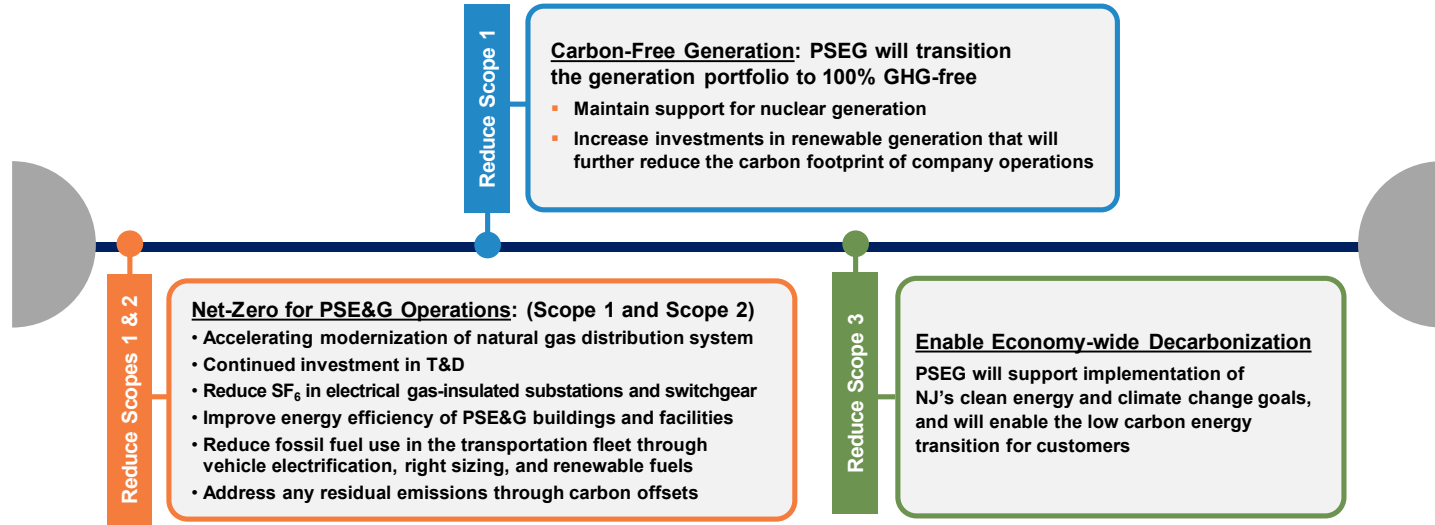 Reduce Scope 1
Carbon-Free Generation: PSEG will transition
the generation portfolio to 100% GHG-free
▪ Maintain support for nuclear generation
▪ Increase investments in renewable generation that will
further reduce the carbon footprint of company operations
Reduce Scopes 1 & 2
Net-Zero for PSE&G Operations: (Scope 1 and Scope 2)
• Accelerating modernization of natural gas distribution system
• Continued investment in T&D
• Reduce SF₆ in electrical gas-insulated substations and switchgear
• Improve energy efficiency of PSE&G buildings and facilities
• Reduce fossil fuel use in the transportation fleet through
vehicle electrification, right sizing, and renewable fuels
• Address any residual emissions through carbon offsets
Reduce Scope 3
Enable Economy-wide Decarbonization
PSEG will support implementation of
NJ's clean energy and climate change goals,
and will enable the low carbon energy
transition for customers